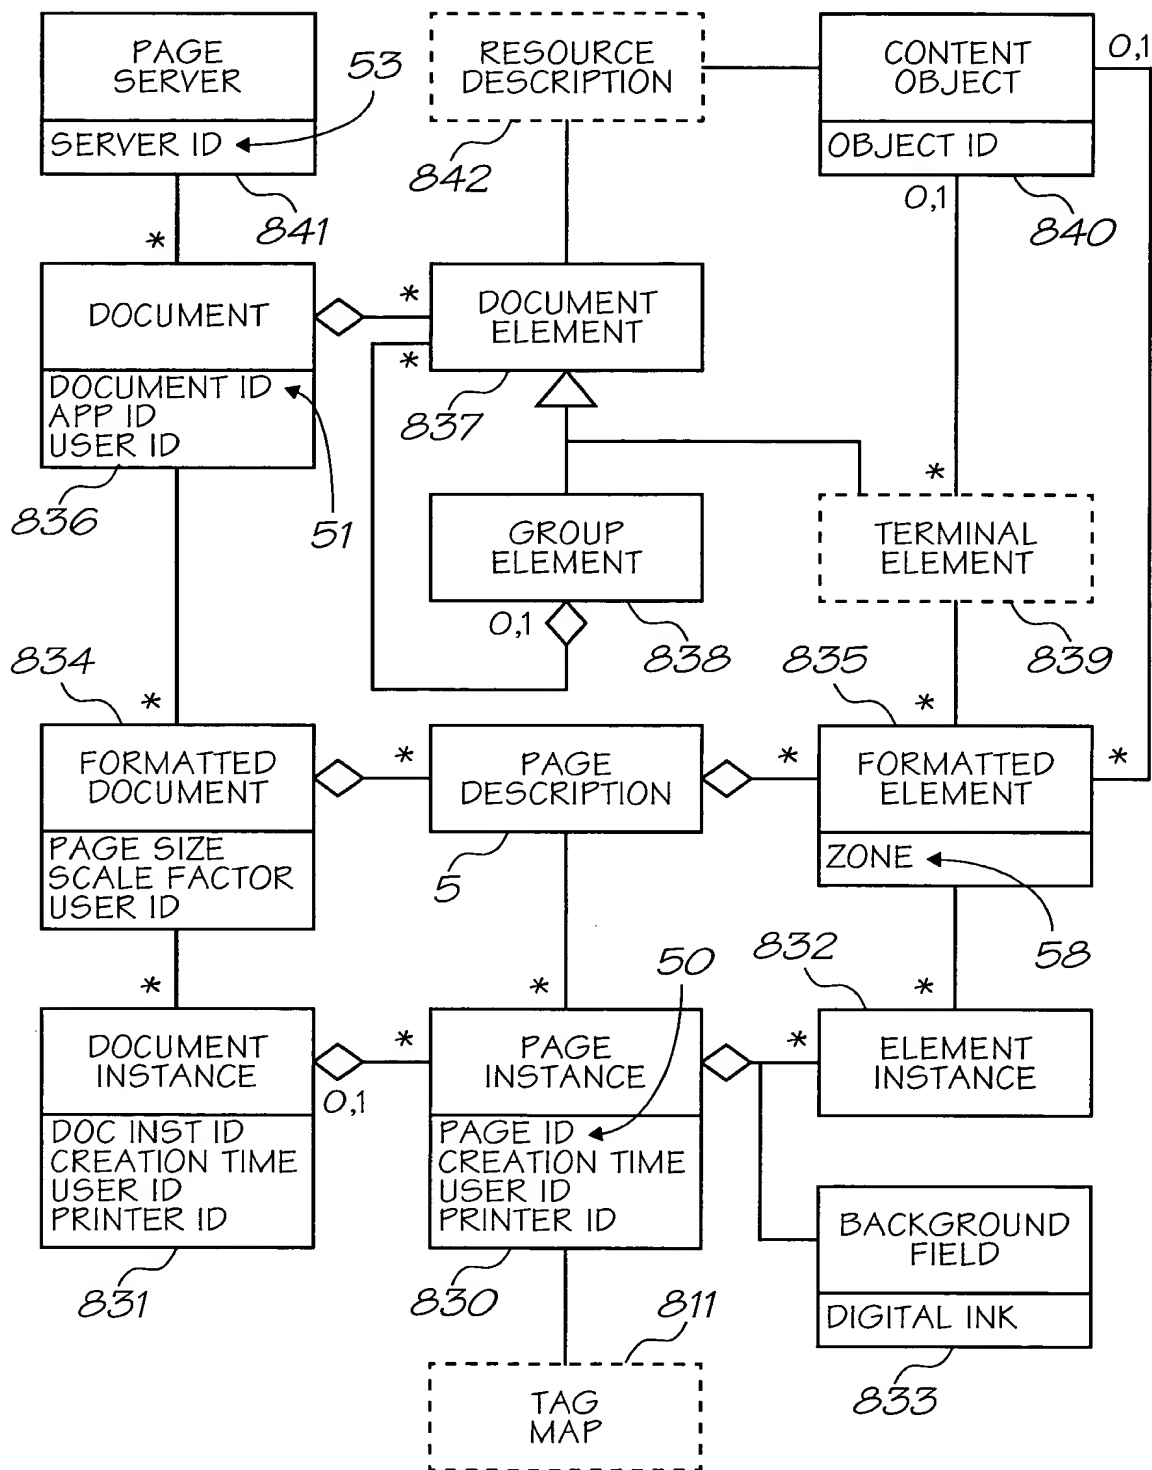 PAGE
SERVER
SERVER ID
53
841
RESOURCE
DESCRIPTION
842
CONTENT
OBJECT
OBJECT ID
0,1
0,1
840
*
DOCUMENT
DOCUMENT ID
APP ID
USER ID
836
51
*
*
DOCUMENT
ELEMENT
837
GROUP
ELEMENT
0,1
838
*
TERMINAL
ELEMENT
839
834
*
FORMATTED
DOCUMENT
PAGE SIZE
SCALE FACTOR
USER ID
*
PAGE
DESCRIPTION
5
835
*
*
*
FORMATTED
ELEMENT
ZONE
58
*
DOCUMENT
INSTANCE
0,1
DOC INST ID
CREATION TIME
USER ID
PRINTER ID
831
*
*
50
PAGE
INSTANCE
PAGE ID
CREATION TIME
USER ID
PRINTER ID
830
832
*
*
ELEMENT
INSTANCE
BACKGROUND
FIELD
DIGITAL INK
833
811
TAG
MAP